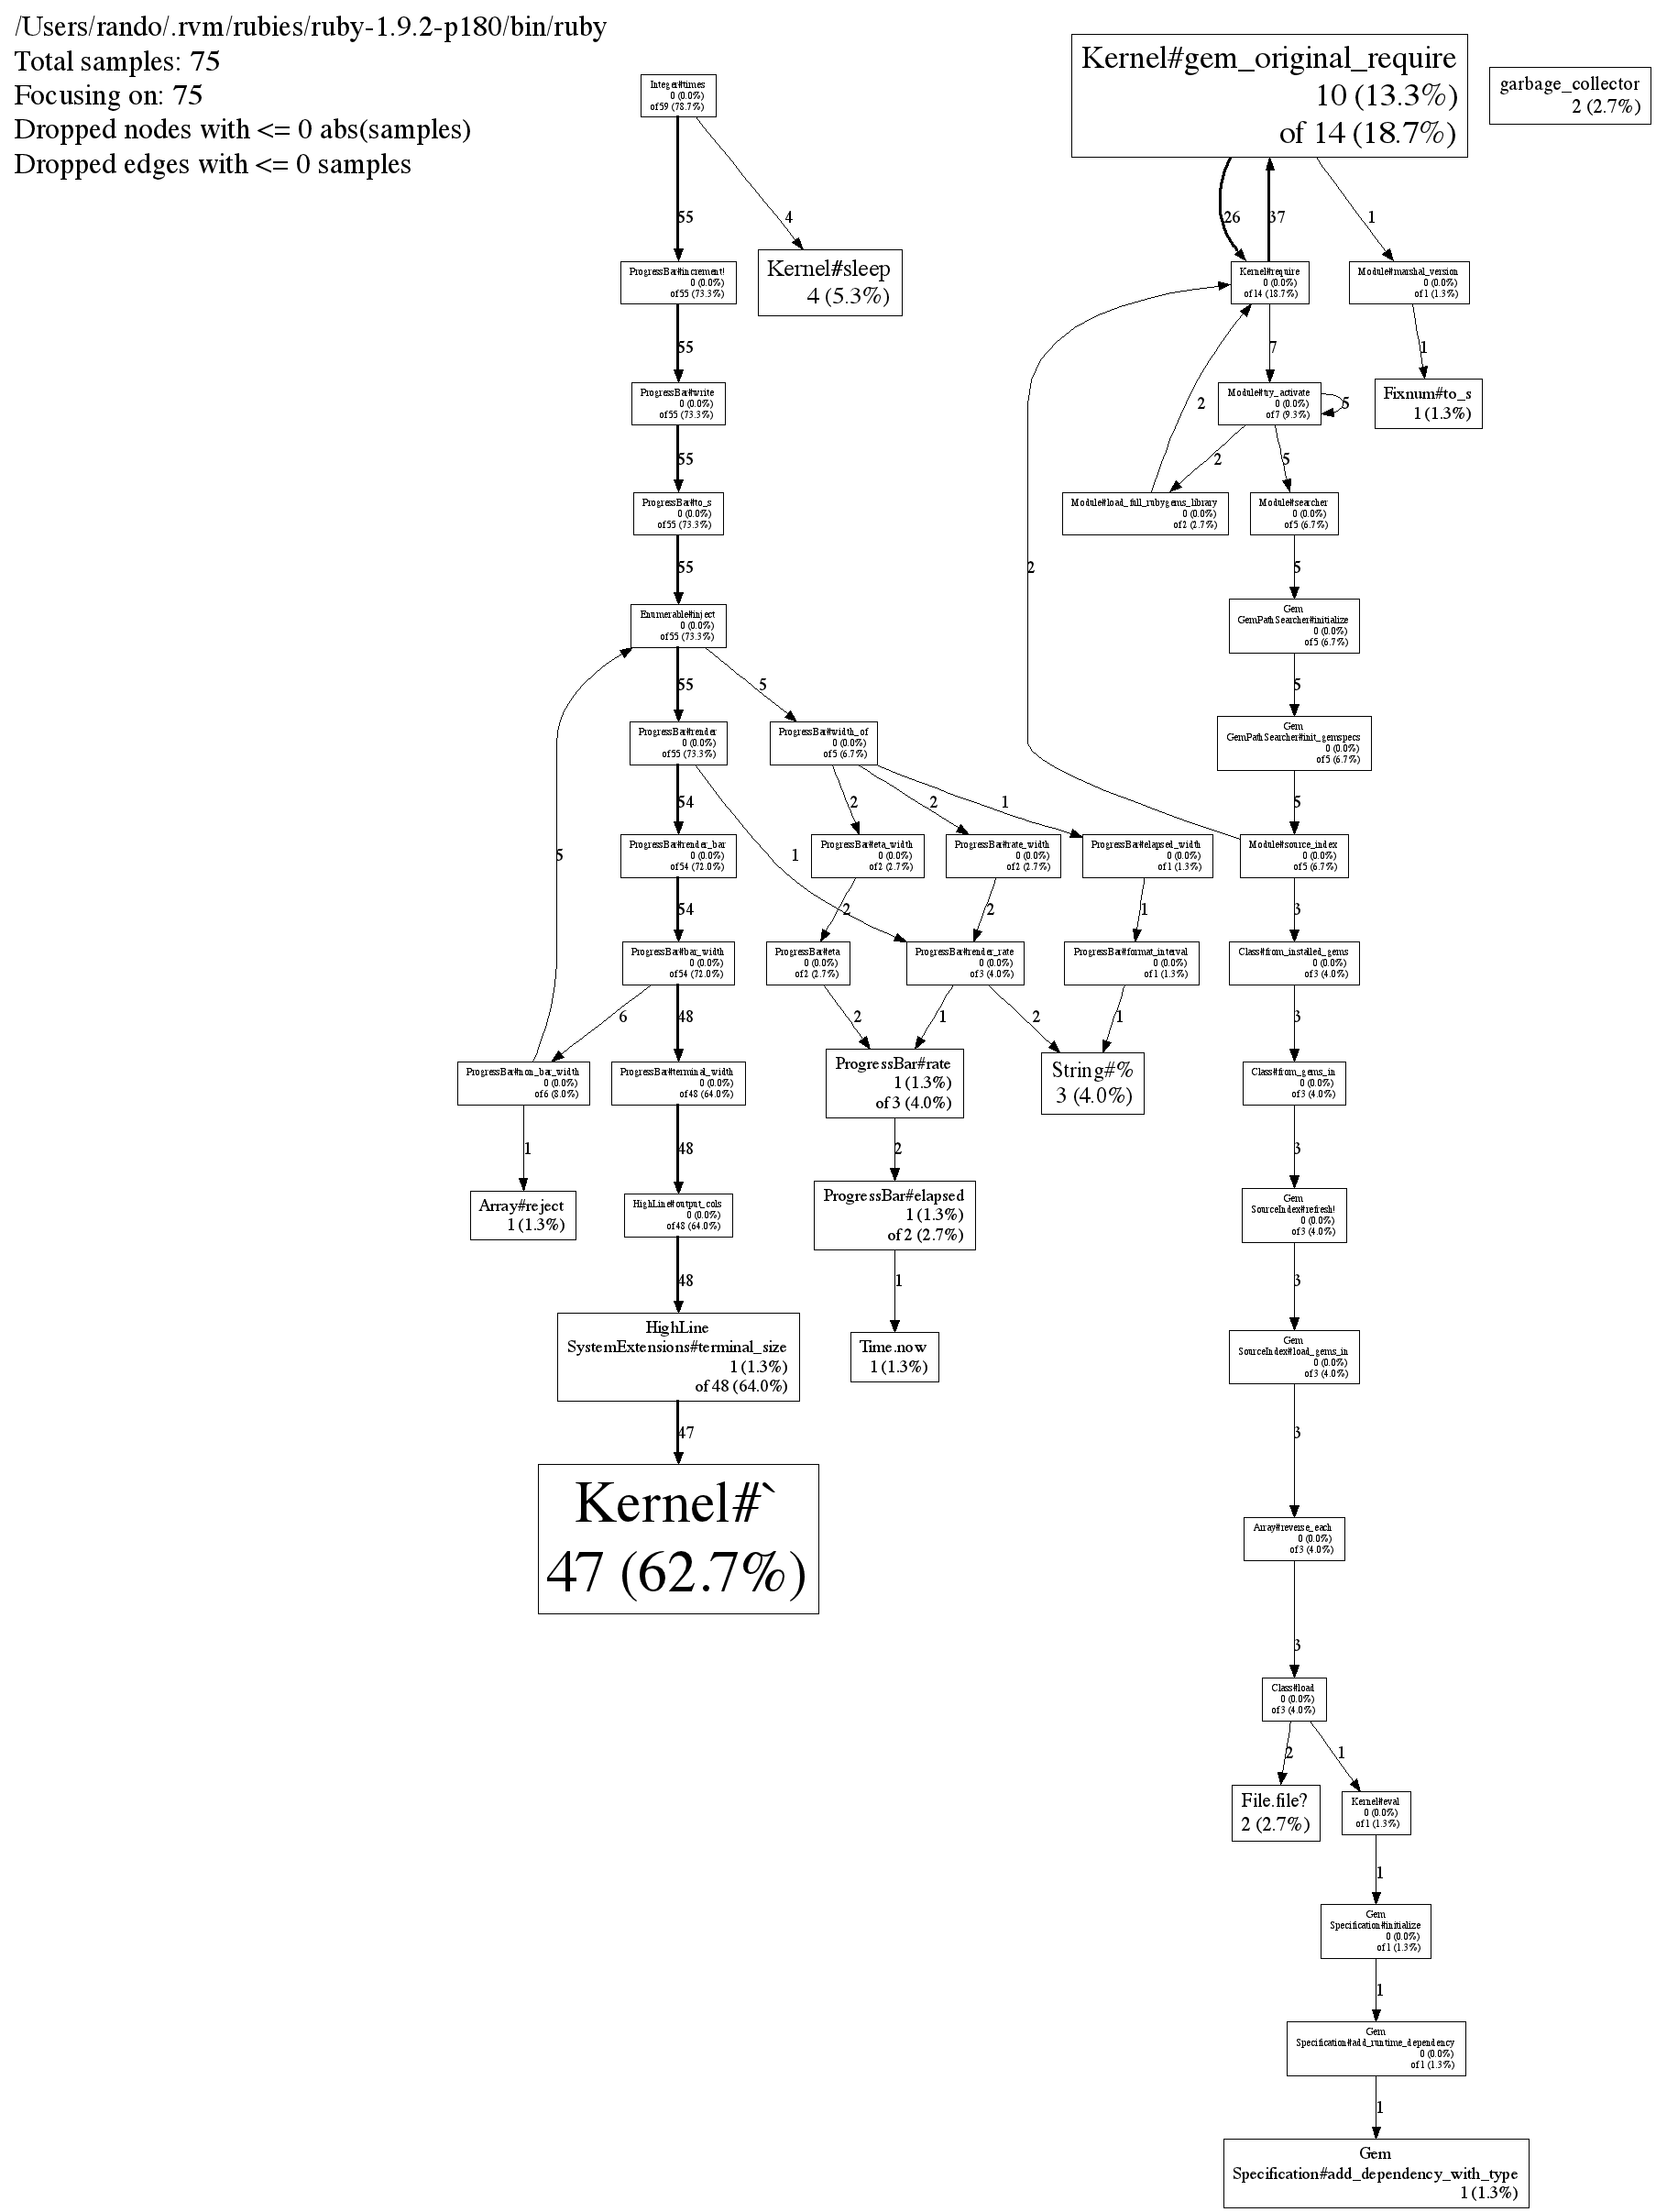 /Users/rando/.rvm/rubies/ruby-1.9.2-p180/bin/ruby
Total samples: 75
Focusing on: 75
Dropped nodes with <= 0 abs(samples)
Dropped edges with <= 0 samples
Integer#times
0 (0.0%)
of 59 (78.7%)
Kernel#gem_original_require
10 (13.3%)
of 14 (18.7%)
garbage_collector
2 (2.7%)
55
4
26
37
1
ProgressBar#increment!
0 (0.0%)
of 55 (73.3%)
Kernel#sleep
4 (5.3%)
Kernel#require
0 (0.0%)
of 14 (18.7%)
Module#marshal_version
0 (0.0%)
of 1 (1.3%)
55
7
1
ProgressBar#write
0 (0.0%)
of 55 (73.3%)
Module#try_activate
0 (0.0%)
of 7 (9.3%)
5
Fixnum#to_s
1 (1.3%)
2
55
2
5
ProgressBar#to_s
0 (0.0%)
of 55 (73.3%)
Module#load_full_rubygems_library
0 (0.0%)
of 2 (2.7%)
Module#searcher
0 (0.0%)
of 5 (6.7%)
55
2
5
Enumerable#inject
0 (0.0%)
of 55 (73.3%)
Gem
GemPathSearcher#initialize
0 (0.0%)
of 5 (6.7%)
55
5
5
ProgressBar#render
0 (0.0%)
of 55 (73.3%)
ProgressBar#width_of
0 (0.0%)
of 5 (6.7%)
Gem
GemPathSearcher#init_gemspecs
0 (0.0%)
of 5 (6.7%)
54
2
2
1
5
ProgressBar#render_bar
0 (0.0%)
of 54 (72.0%)
ProgressBar#eta_width
0 (0.0%)
of 2 (2.7%)
ProgressBar#rate_width
0 (0.0%)
of 2 (2.7%)
ProgressBar#elapsed_width
0 (0.0%)
of 1 (1.3%)
Module#source_index
0 (0.0%)
of 5 (6.7%)
5
1
54
2
2
1
3
ProgressBar#bar_width
0 (0.0%)
of 54 (72.0%)
ProgressBar#eta
0 (0.0%)
of 2 (2.7%)
ProgressBar#render_rate
0 (0.0%)
of 3 (4.0%)
ProgressBar#format_interval
0 (0.0%)
of 1 (1.3%)
Class#from_installed_gems
0 (0.0%)
of 3 (4.0%)
6
48
2
1
2
1
3
ProgressBar#non_bar_width
0 (0.0%)
of 6 (8.0%)
ProgressBar#terminal_width
0 (0.0%)
of 48 (64.0%)
ProgressBar#rate
1 (1.3%)
of 3 (4.0%)
String#%
3 (4.0%)
Class#from_gems_in
0 (0.0%)
of 3 (4.0%)
1
48
2
3
Array#reject
1 (1.3%)
HighLine#output_cols
0 (0.0%)
of 48 (64.0%)
ProgressBar#elapsed
1 (1.3%)
of 2 (2.7%)
Gem
SourceIndex#refresh!
0 (0.0%)
of 3 (4.0%)
48
1
3
HighLine
SystemExtensions#terminal_size
1 (1.3%)
of 48 (64.0%)
Time.now
1 (1.3%)
Gem
SourceIndex#load_gems_in
0 (0.0%)
of 3 (4.0%)
47
3
Kernel#`
47 (62.7%)
Array#reverse_each
0 (0.0%)
of 3 (4.0%)
3
Class#load
0 (0.0%)
of 3 (4.0%)
2
1
File.file?
2 (2.7%)
Kernel#eval
0 (0.0%)
of 1 (1.3%)
1
Gem
Specification#initialize
0 (0.0%)
of 1 (1.3%)
1
Gem
Specification#add_runtime_dependency
0 (0.0%)
of 1 (1.3%)
1
Gem
Specification#add_dependency_with_type
1 (1.3%)